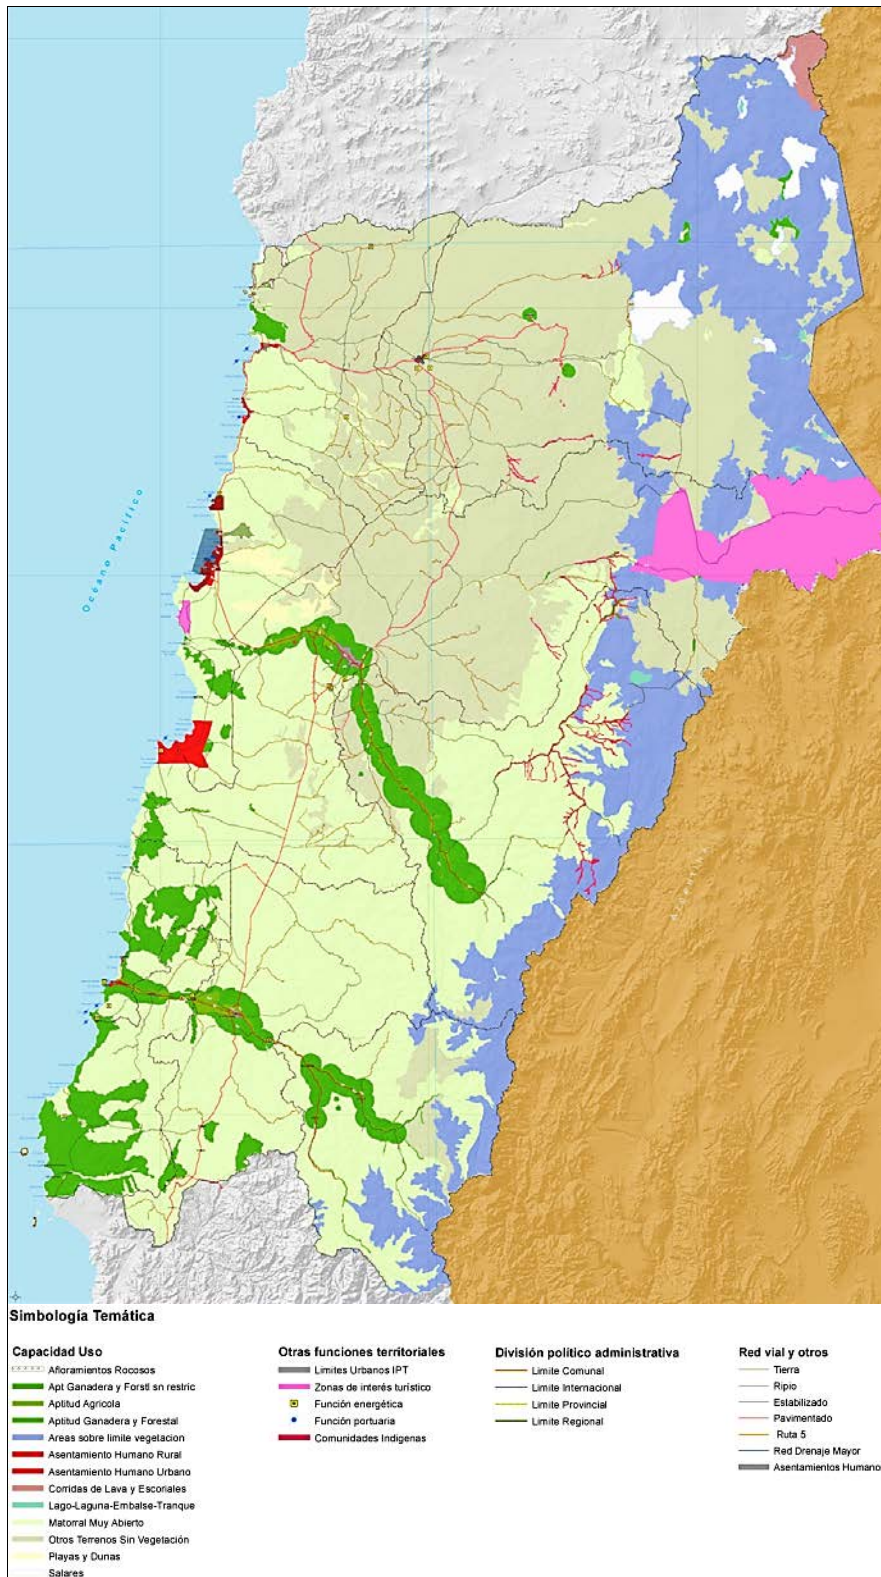 Océano Pacífico
Argentina
Simbología Temática
Capacidad Uso
Afloramientos Rocosos
Apt Ganadera y Forstl sn restric
Aptitud Agricola
Aptitud Ganadera y Forestal
Areas sobre limite vegetacion
Asentamiento Humano Rural
Asentamiento Humano Urbano
Corridas de Lava y Escoriales
Lago-Laguna-Embalse-Tranque
Matorral Muy Abierto
Otros Terrenos Sin Vegetación
Playas y Dunas
Salares
Otras funciones territoriales
Limites Urbanos IPT
Zonas de interés turístico
Función energética
Función portuaria
Comunidades Indigenas
División político administrativa
Limite Comunal
Limite Internacional
Limite Provincial
Limite Regional
Red vial y otros
Tierra
Ripio
Estabilizado
Pavimentado
Ruta 5
Red Drenaje Mayor
Asentamientos Humano